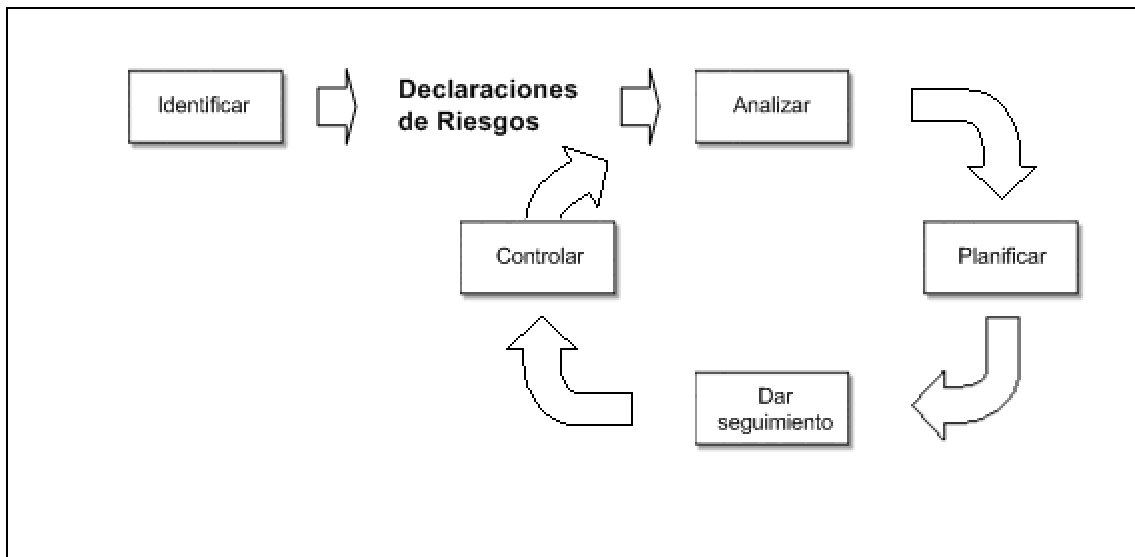 Identificar
Declaraciones
de Riesgos
Analizar
Controlar
Planificar
Dar
seguimiento